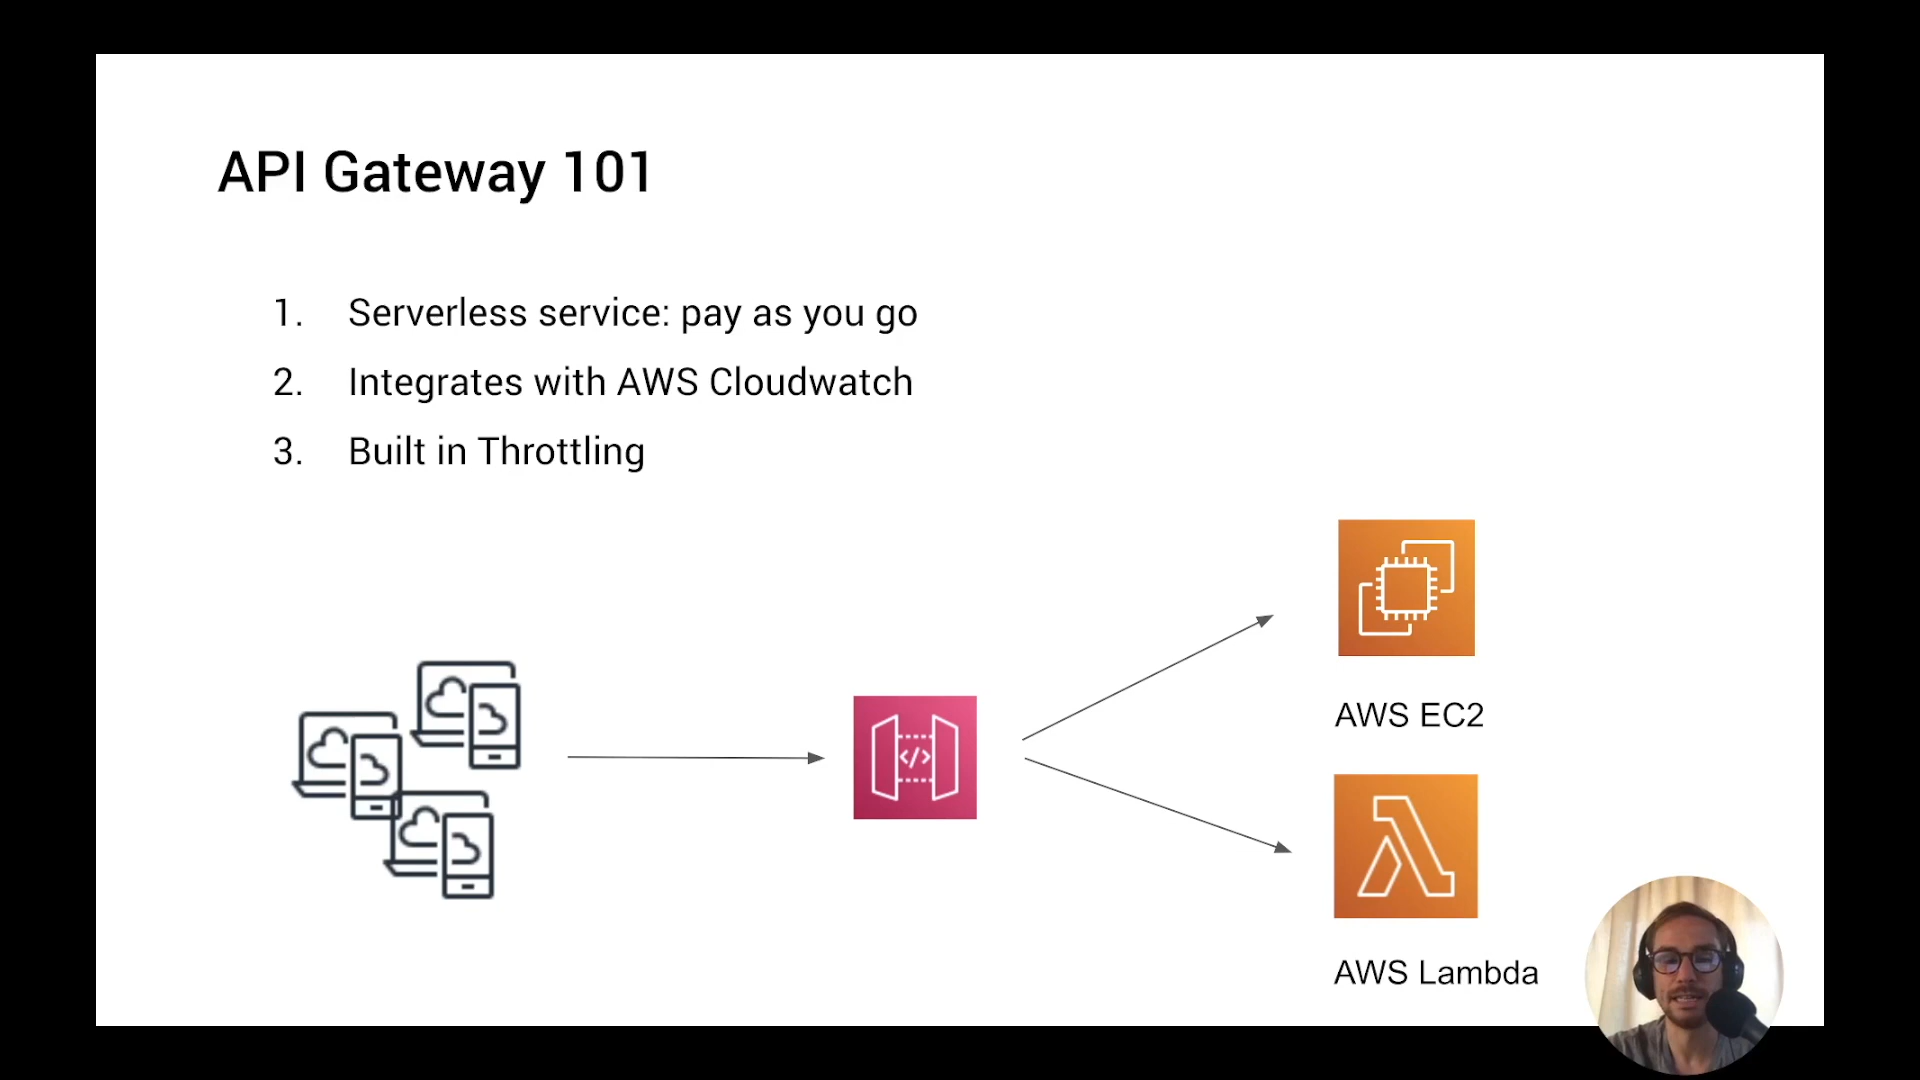 API Gateway 101
1. Serverless service: pay as you go
2. Integrates with AWS Cloudwatch
3. Built in Throttling
</>
AWS EC2
AWS Lambda